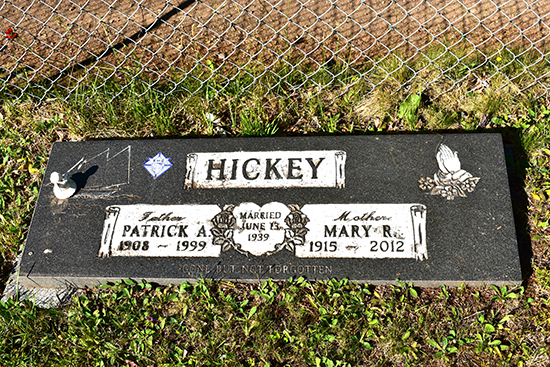 HICKEY
Father
PATRICK A.
1908 ~ 1999
MARRIED
JUNE 13
1939
Mother
MARY R.
1915 ~ 2012
GONE BUT NOT FORGOTTEN